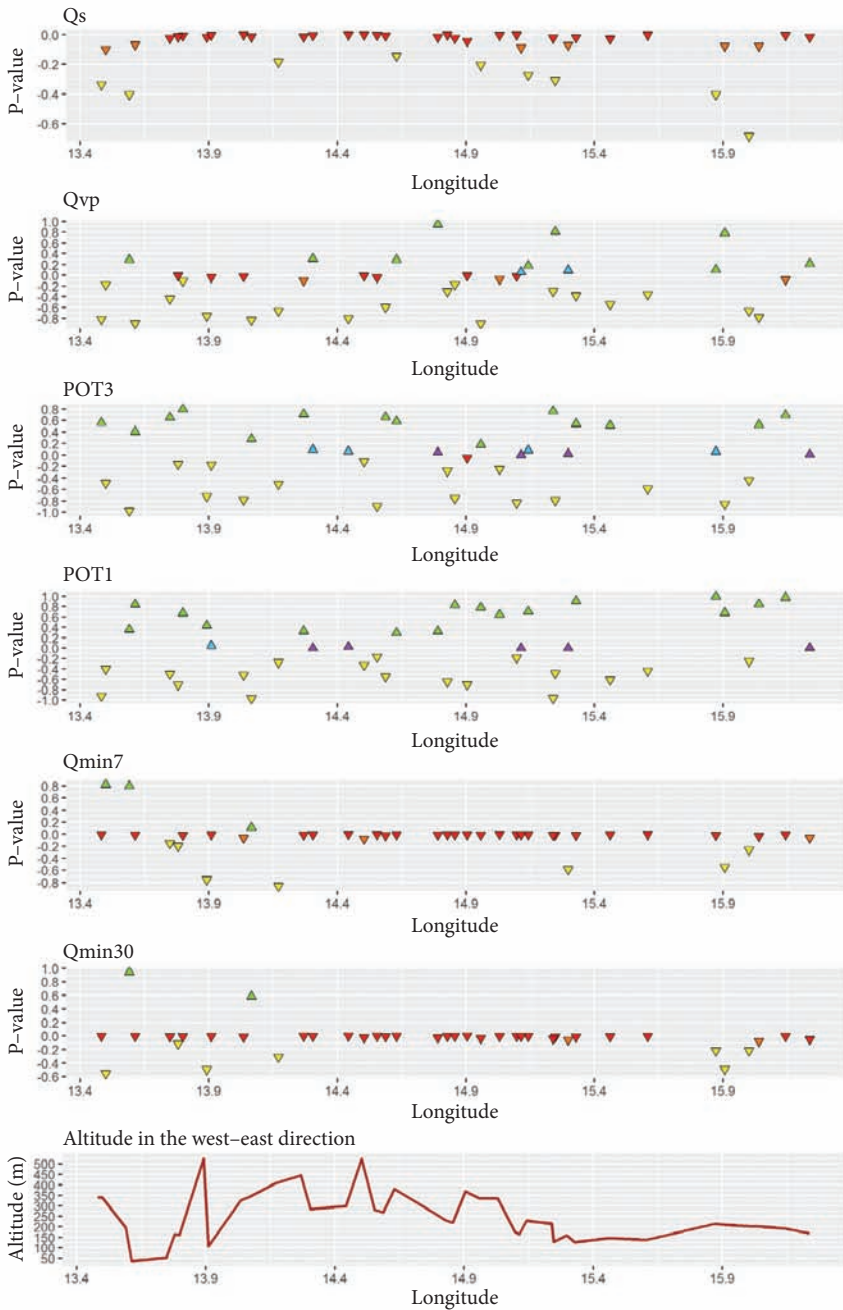 Qs
P–value
0.0
-0.2
-0.4
-0.6
13.4 13.9 14.4 14.9 15.4 15.9
Longitude
Qvp
P–value
1.0
0.8
0.6
0.4
0.2
0.0
-0.2
-0.4
-0.6
-0.8
13.4 13.9 14.4 14.9 15.4 15.9
Longitude
POT3
P–value
0.8
0.6
0.4
0.2
0.0
-0.2
-0.4
-0.6
-0.8
-1.0
13.4 13.9 14.4 14.9 15.4 15.9
Longitude
POT1
P–value
1.0
0.8
0.6
0.4
0.2
0.0
-0.2
-0.4
-0.6
-0.8
-1.0
13.4 13.9 14.4 14.9 15.4 15.9
Longitude
Qmin7
P–value
0.8
0.6
0.4
0.2
0.0
-0.2
-0.4
-0.6
-0.8
13.4 13.9 14.4 14.9 15.4 15.9
Longitude
Qmin30
P–value
1.0
0.8
0.6
0.4
0.2
0.0
-0.2
-0.4
-0.6
13.4 13.9 14.4 14.9 15.4 15.9
Longitude
Altitude in the west–east direction
Altitude (m)
500
450
400
350
300
250
200
150
100
50
13.4 13.9 14.4 14.9 15.4 15.9
Longitude